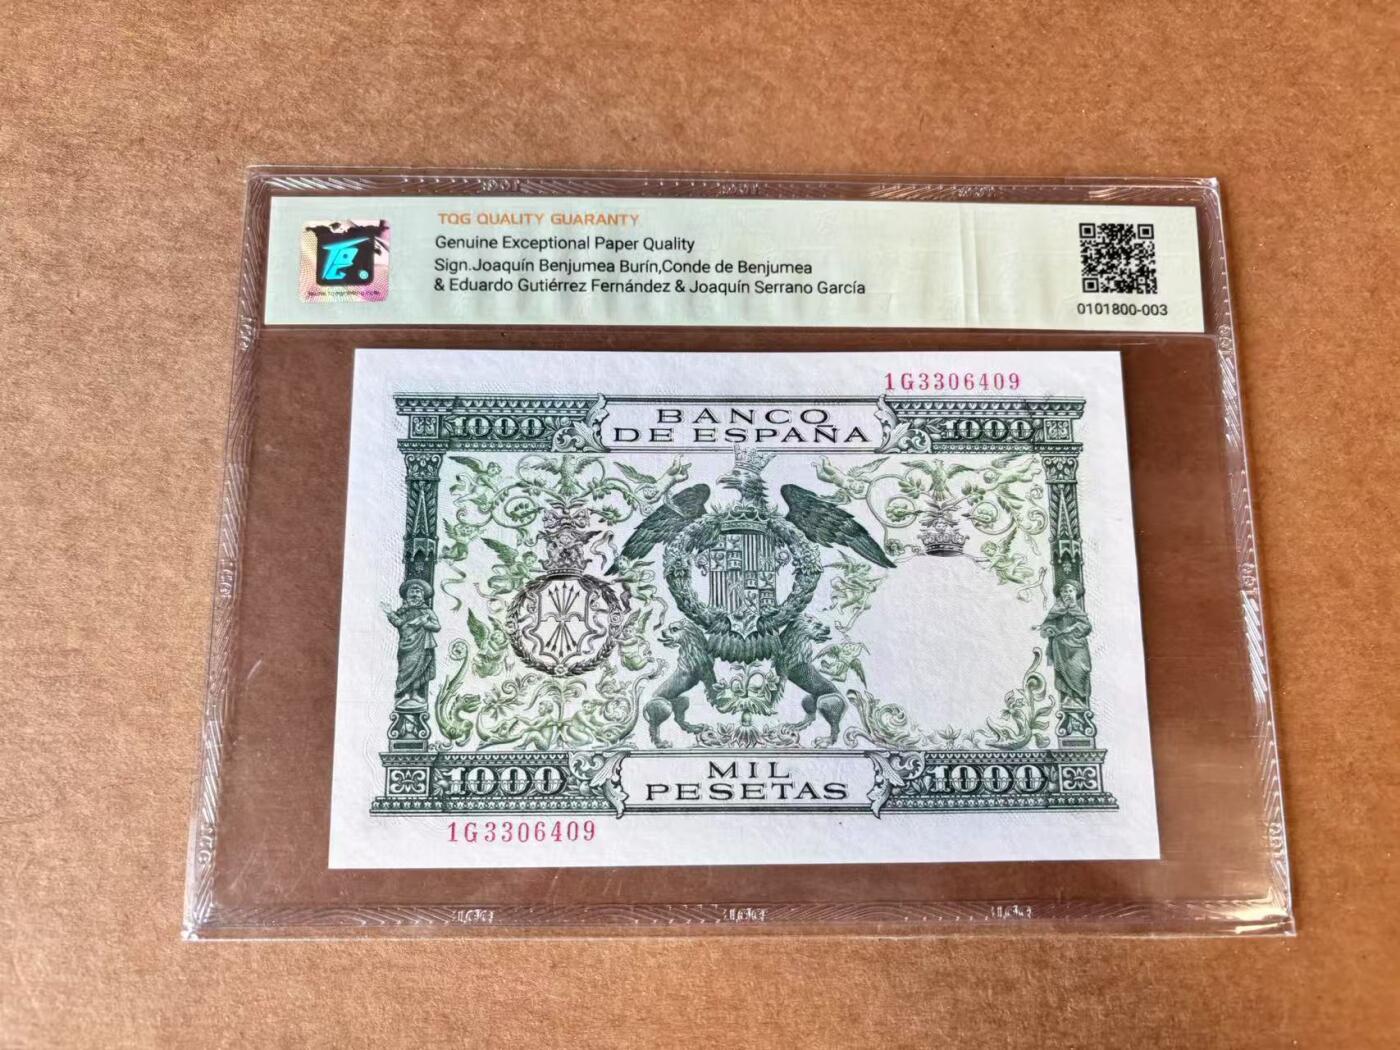 TQG QUALITY GUARANTY
Genuine Exceptional Paper Quality
Sign.Joaquín Benjumea Burín,Conde de Benjumea
& Eduardo Gutiérrez Fernández & Joaquín Serrano García
0101800-003
1G3306409
1000
BANCO
DE ESPAÑA
1000
1000
MIL
PESETAS
1000
1G3306409